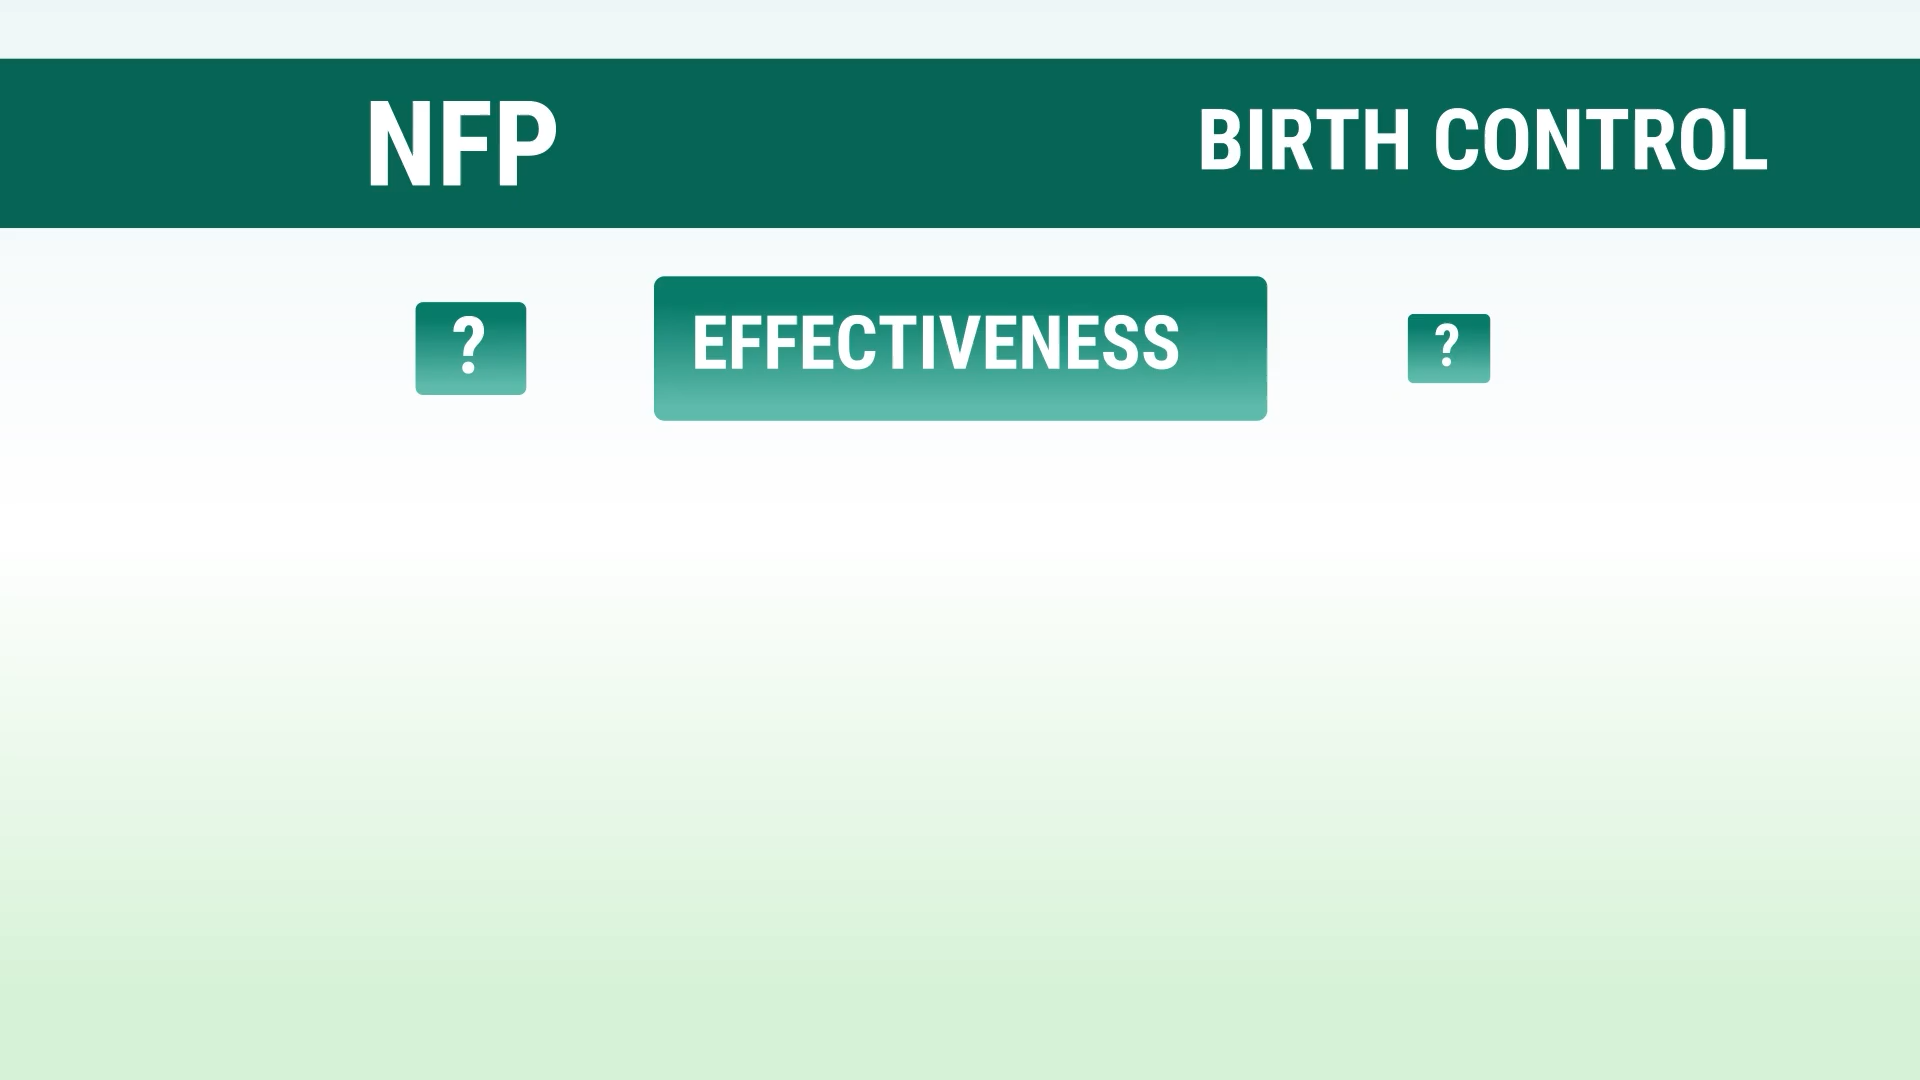 NFP
BIRTH CONTROL
?
EFFECTIVENESS
?